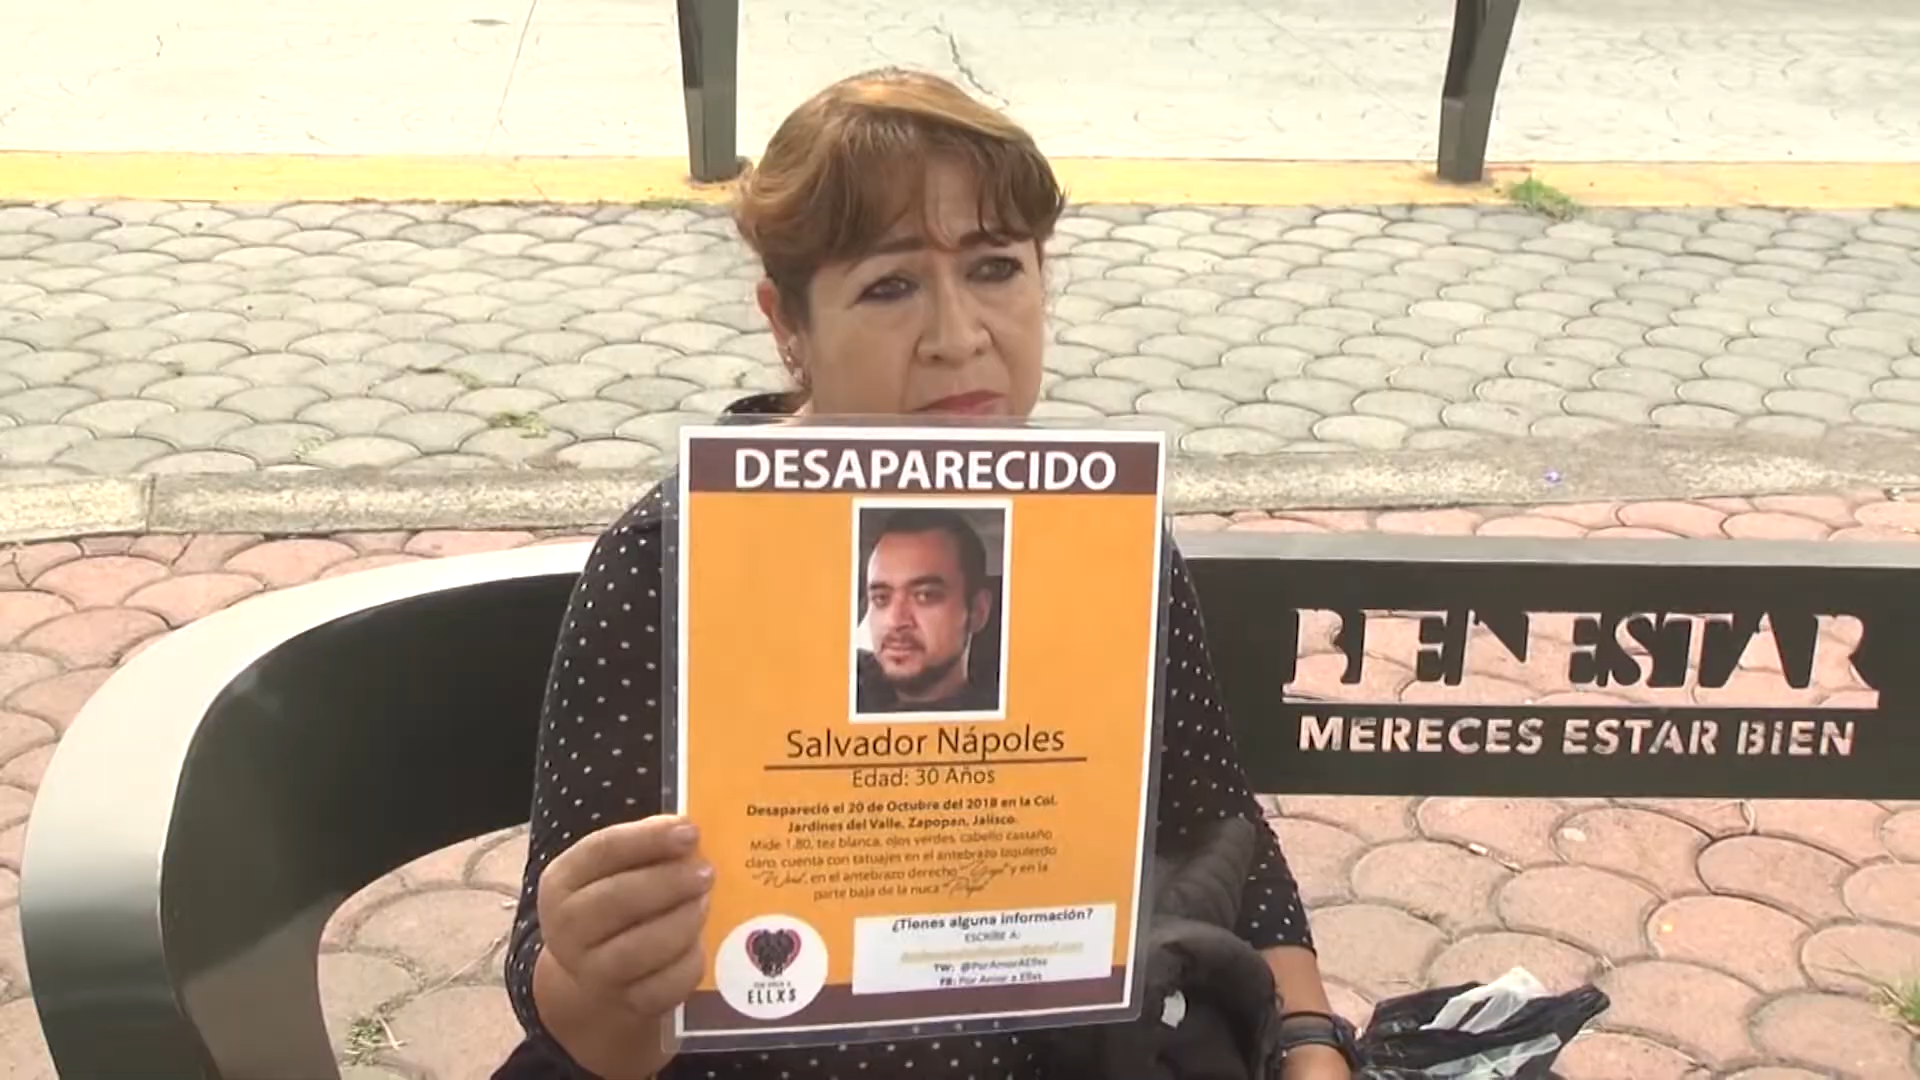 DESAPARECIDO
Salvador Nápoles
Edad: 30 Años
Desapareció el 20 de Octubre del 2018 en la Col.
Jardines del Valle, Zapopan, Jalisco.
Mide 1.80, tez blanca, ojos verdes, cabello castaño
claro, cuenta con tatuajes en el antebrazo izquierdo
en el antebrazo derecho y en la
parte baja de la nuca
¿Tienes alguna información?
ESCRÍBE A:
TW: @PorAmorAEllxs
FB: Por Amor a Ellxs
POR AMOR A
ELLXS
BIENESTAR
MERECES ESTAR BIEN